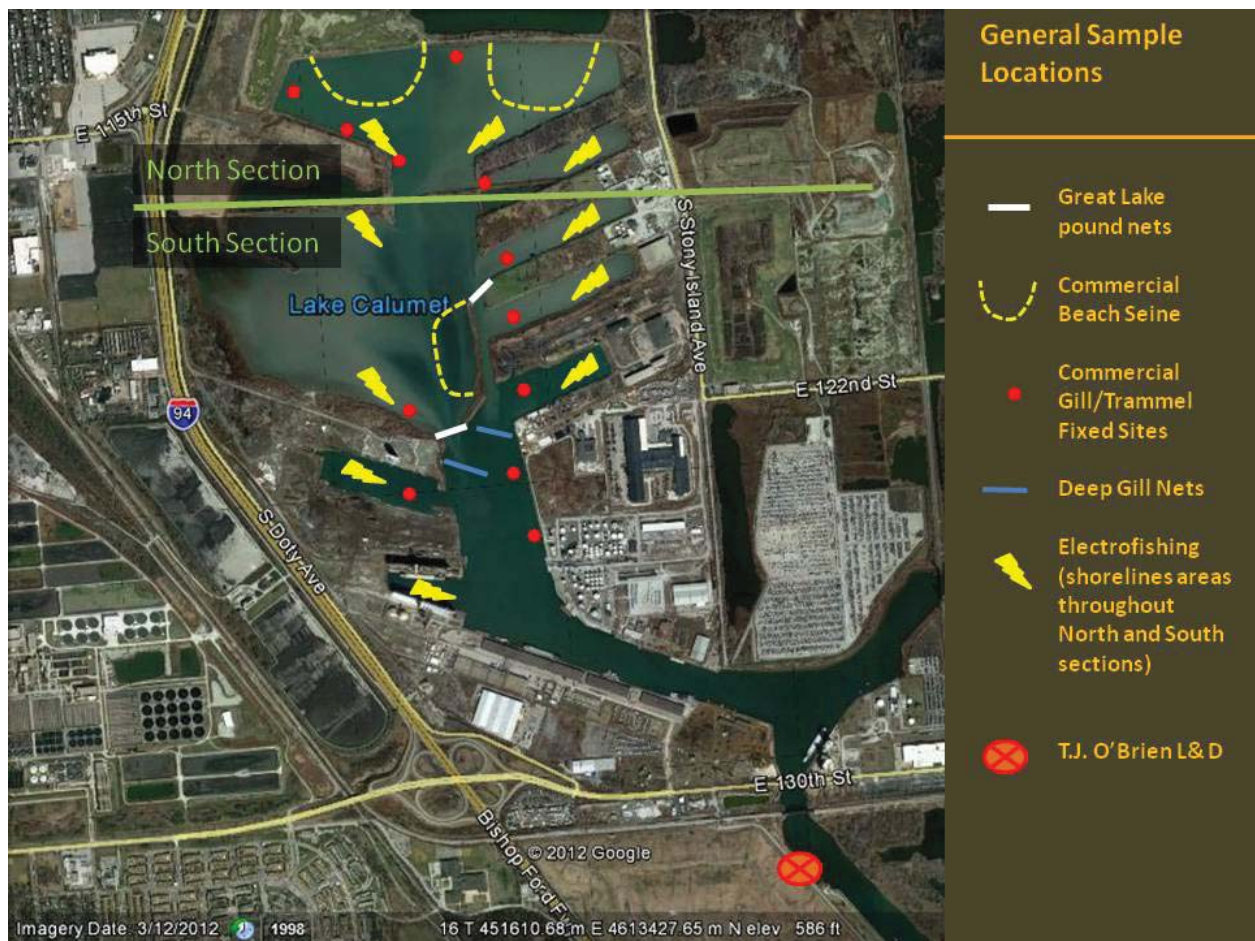 E 115th St
North Section
South Section
Lake Calumet
S Stony Island Ave
E 122nd St
94
S Doty Ave
E 130th St
Bishop Ford F
© 2012 Google
Imagery Date: 3/12/2012
1998
16 T 451610.68 m E 4613427.65 m N elev 586 ft
General Sample
Locations
Great Lake
pound nets
Commercial
Beach Seine
Commercial
Gill/Trammel
Fixed Sites
Deep Gill Nets
Electrofishing
(shorelines areas
throughout
North and South
sections)
T.J. O'Brien L& D